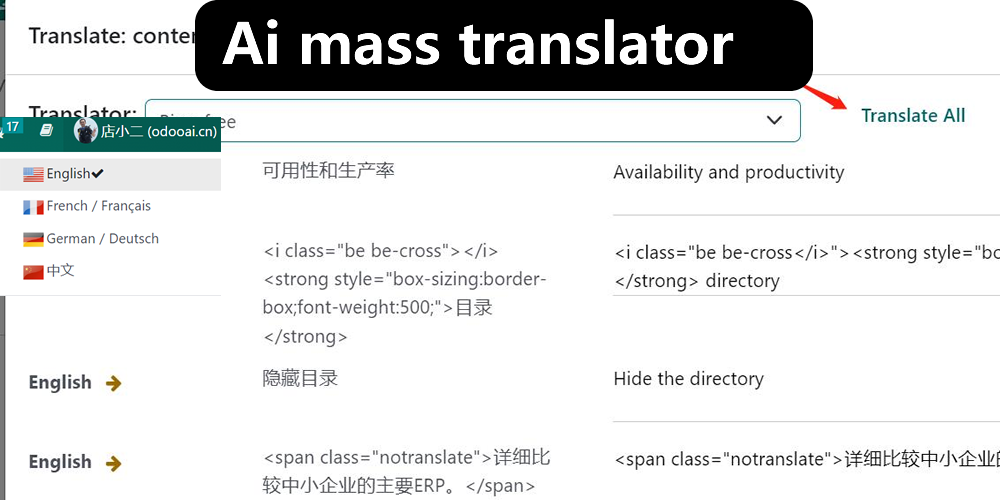 Translate: conter
Ai mass translator
Translator:
free
Translate All
17
店小二 (odooai.cn)
English
French / Français
German / Deutsch
中文
可用性和生产率
Availability and productivity
<i class="be be-cross"></i>
<strong style="box-sizing:border-
box;font-weight:500;">目录
</strong>
<i class="be be-cross</i>"><strong style="bo
</strong> directory
English
隐藏目录
Hide the directory
English
<span class="notranslate">详细比
较中小企业的主要ERP。</span>
<span class="notranslate">详细比较中小企业的